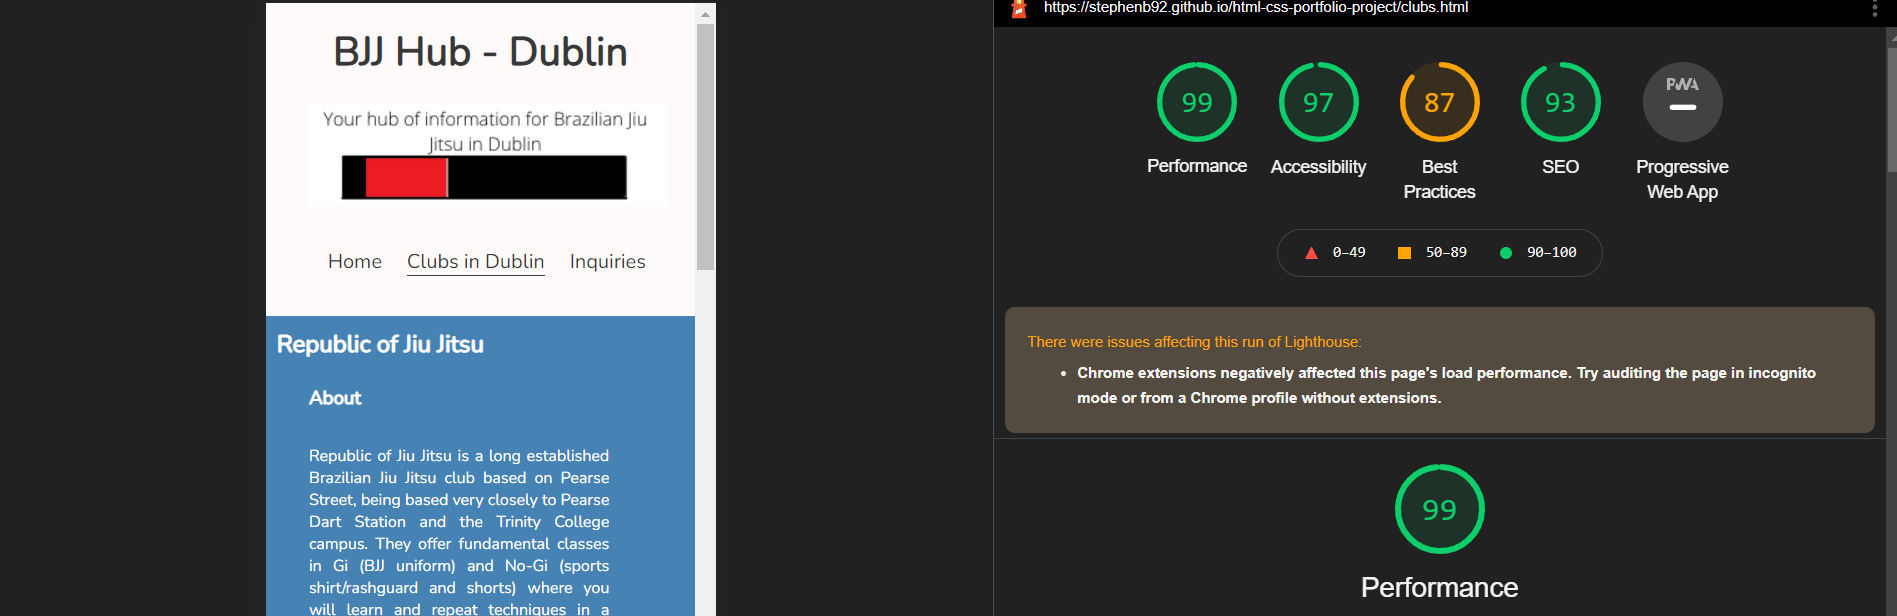 BJJ Hub - Dublin
Your hub of information for Brazilian Jiu
Jitsu in Dublin
Home Clubs in Dublin Inquiries
Republic of Jiu Jitsu
About
Republic of Jiu Jitsu is a long established
Brazilian Jiu Jitsu club based on Pearse
Street, being based very closely to Pearse
Dart Station and the Trinity College
campus. They offer fundamental classes
in Gi (BJJ uniform) and No-Gi (sports
shirt/rashguard and shorts) where you
will learn and repeat techniques in a
https://stephenb92.github.io/html-css-portfolio-project/clubs.html
99 97 87 93 PWA
Performance Accessibility Best
Practices SEO Progressive
Web App
0–49 50–89 90–100
There were issues affecting this run of Lighthouse:
• Chrome extensions negatively affected this page's load performance. Try auditing the page in incognito
mode or from a Chrome profile without extensions.
99
Performance